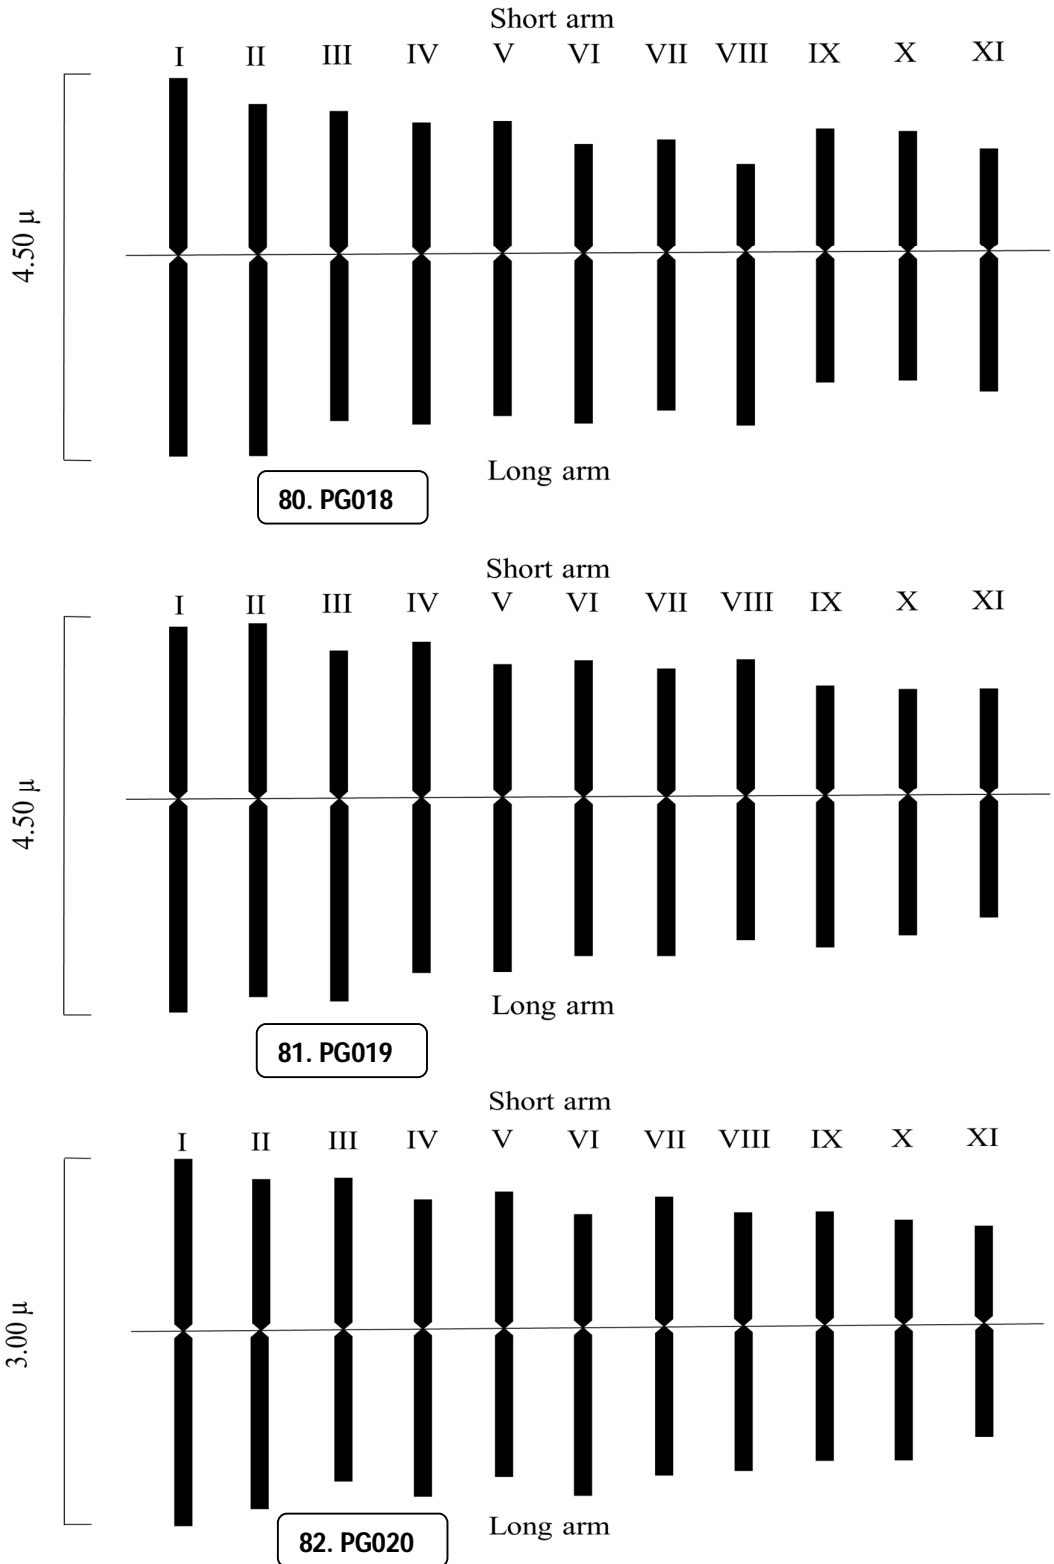 Short arm
I II III IV V VI VII VIII IX X XI
4.50 µ
Long arm
80. PG018
Short arm
I II III IV V VI VII VIII IX X XI
4.50 µ
Long arm
81. PG019
Short arm
I II III IV V VI VII VIII IX X XI
3.00 µ
Long arm
82. PG020